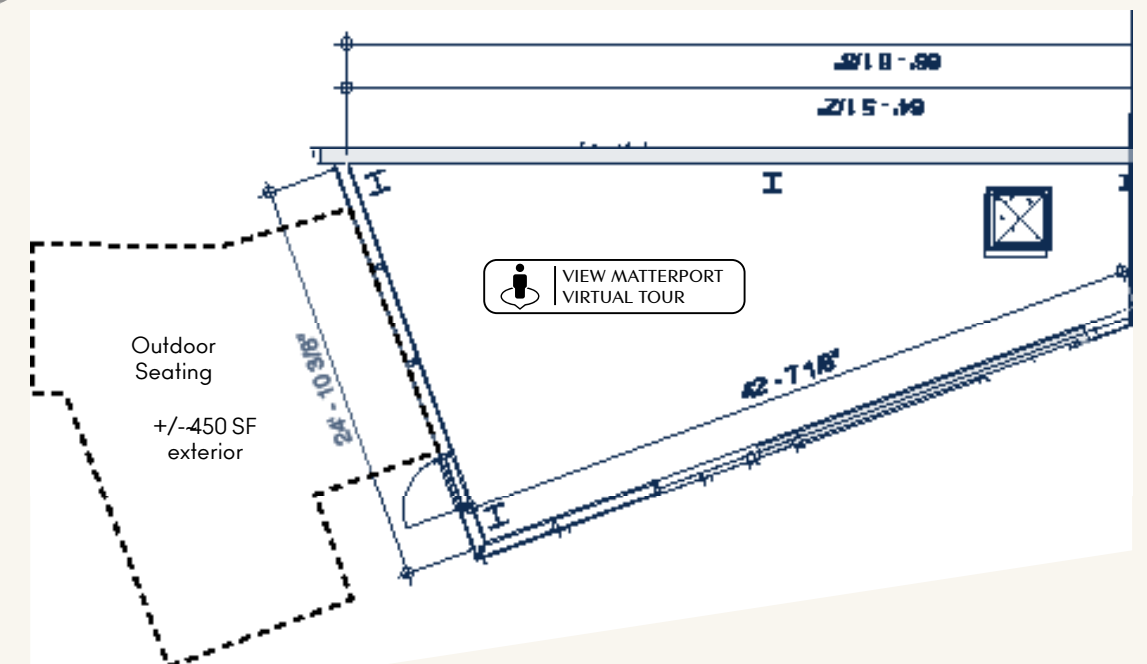 66' - 8 1/8"
64' - 5 1/2"
VIEW MATTERPORT
VIRTUAL TOUR
Outdoor
Seating
24' - 10 3/8"
42 - 7 1/8"
+/--450 SF
exterior